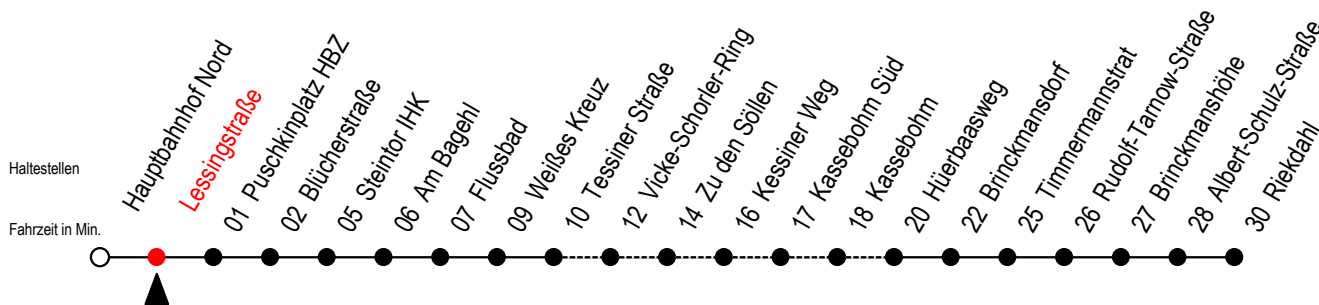 Haltestellen
Fahrzeit in Min.
Hauptbahnhof Nord
Lessingstraße
01 Puschkinplatz HBZ
02 Blücherstraße
05 Steintor IHK
06 Am Bagehl
07 Flussbad
09 Weißes Kreuz
10 Tessiner Straße
12 Vicke-Schorler-Ring
14 Zu den Söllen
16 Kessiner Weg
17 Kassebohm Süd
18 Kassebohm
20 Hüerbaasweg
22 Brinckmansdorf
25 Timmermannstrat
26 Rudolf-Tarnow-Straße
27 Brinckmanshöhe
28 Albert-Schulz-Straße
30 Riekdahl